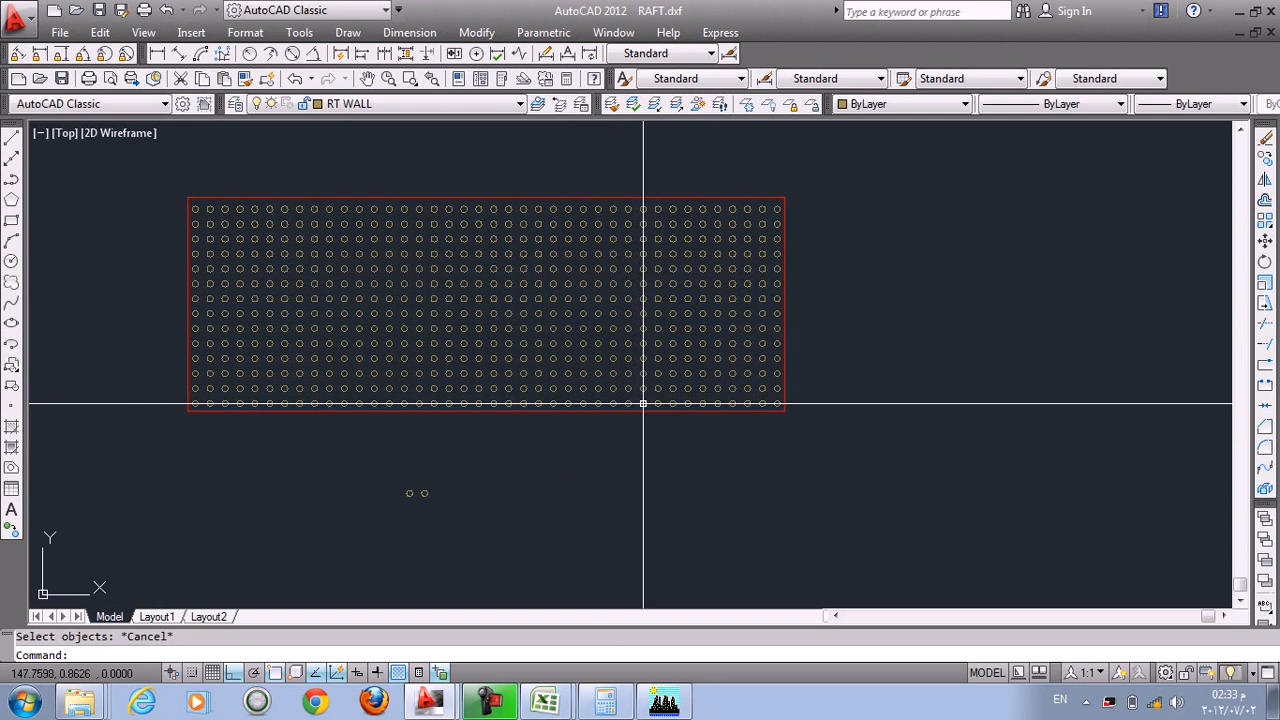 AutoCAD Classic
AutoCAD 2012 RAFT.dxf
Type a keyword or phrase
Sign In
File Edit View Insert Format Tools Draw Dimension Modify Parametric Window Help Express
Standard
Standard Standard Standard Standard
AutoCAD Classic RT WALL ByLayer ByLayer ByLayer
[−] [Top] [2D Wireframe]
Y
X
Model Layout1 Layout2
Select objects: *Cancel*
Command:
147.7598, 0.8626 , 0.0000
MODEL
1:1
EN
02:33 م
٢٠١٢/٠٧/٠٢